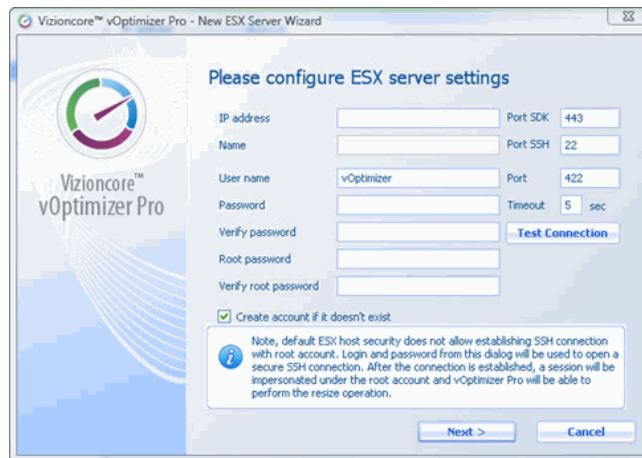 Vizioncore™ vOptimizer Pro - New ESX Server Wizard
Please configure ESX server settings
IP address
Port SDK 443
Name
Port SSH 22
User name vOptimizer
Port 422
Password
Timeout 5 sec
Verify password
Test Connection
Root password
Verify root password
Create account if it doesn't exist
Vizioncore™
vOptimizer Pro
Note, default ESX host security does not allow establishing SSH connection
with root account. Login and password from this dialog will be used to open a
secure SSH connection. After the connection is established, a session will be
impersonated under the root account and vOptimizer Pro will be able to
perform the resize operation.
Next >
Cancel